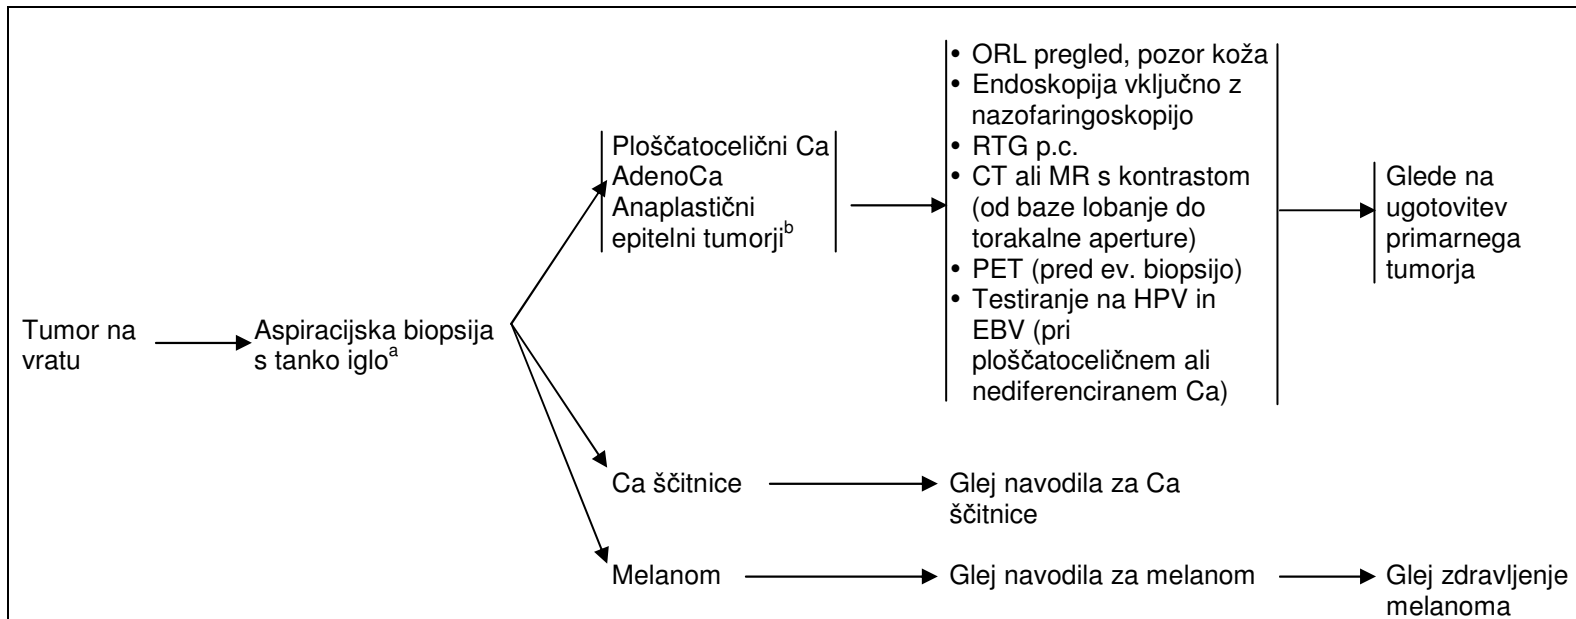 Tumor na
vratu
Aspiracijska biopsija
s tanko iglo^a
Ploščatocelični Ca
AdenoCa
Anaplastični
epitelni tumorji^b
• ORL pregled, pozor koža
• Endoskopija vključno z
nazofaringoskopijo
• RTG p.c.
• CT ali MR s kontrastom
(od baze lobanje do
torakalne aperture)
• PET (pred ev. biopsijo)
• Testiranje na HPV in
EBV (pri
ploščatoceličnem ali
nediferenciranem Ca)
Glede na
ugotovitev
primarnega
tumorja
Ca ščitnice
Glej navodila za Ca
ščitnice
Melanom
Glej navodila za melanom
Glej zdravljenje
melanoma